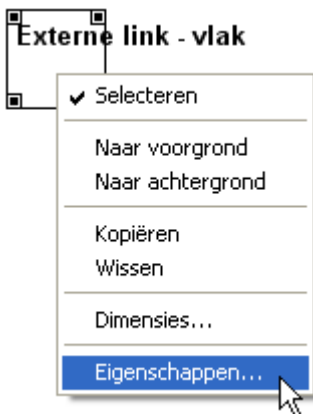 Externe link - vlak
Selecteren
Naar voorgrond
Naar achtergrond
Kopiëren
Wissen
Dimensies...
Eigenschappen...